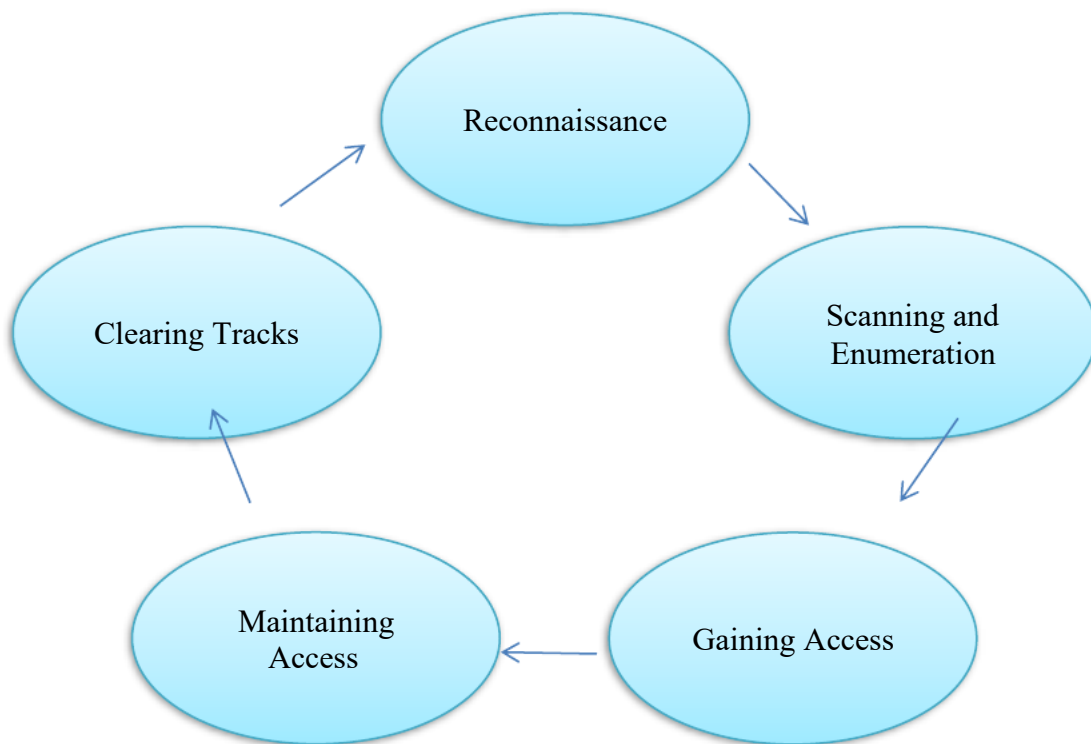 Reconnaissance
Scanning and
Enumeration
Gaining Access
Maintaining
Access
Clearing Tracks